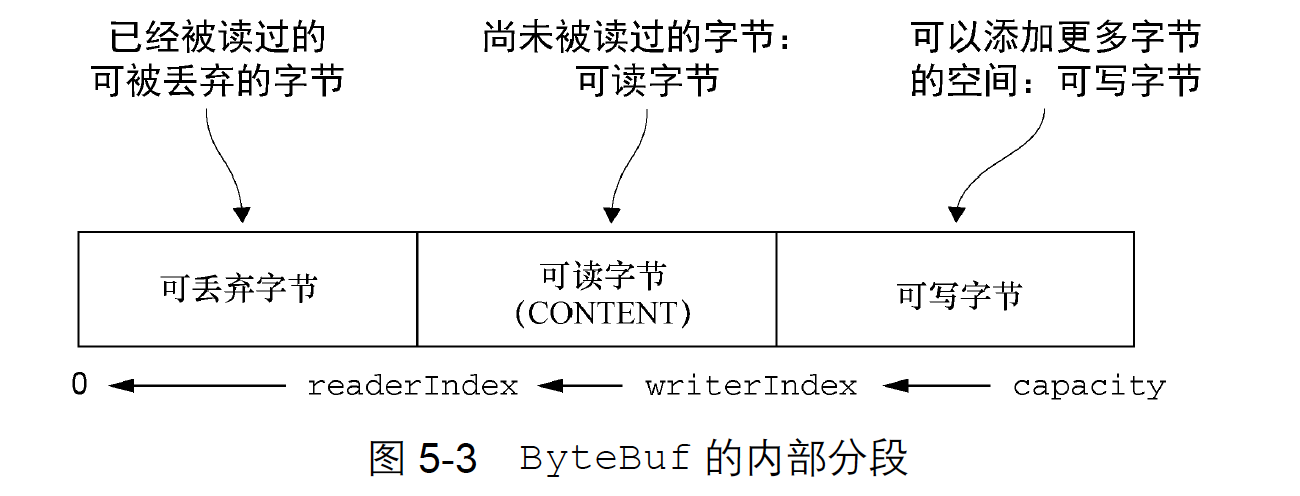 已经被读过的
可被丢弃的字节
尚未被读过的字节：
可读字节
可以添加更多字节
的空间：可写字节
可丢弃字节
可读字节
(CONTENT)
可写字节
0 readerIndex writerIndex capacity
图 5-3 ByteBuf 的内部分段